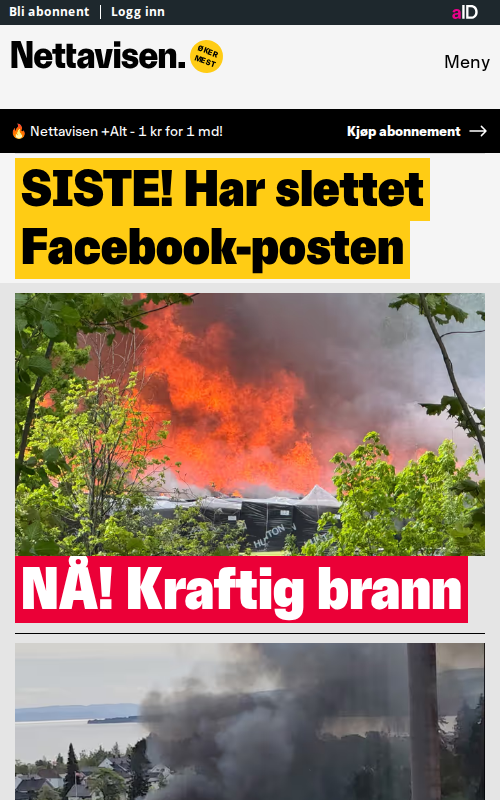 Bli abonnent | Logg inn
aID
Nettavisen.
ØKER
MEST
Meny
Nettavisen +Alt - 1 kr for 1 md!
Kjøp abonnement →
SISTE! Har slettet
Facebook-posten
HUTTON
NÅ! Kraftig brann